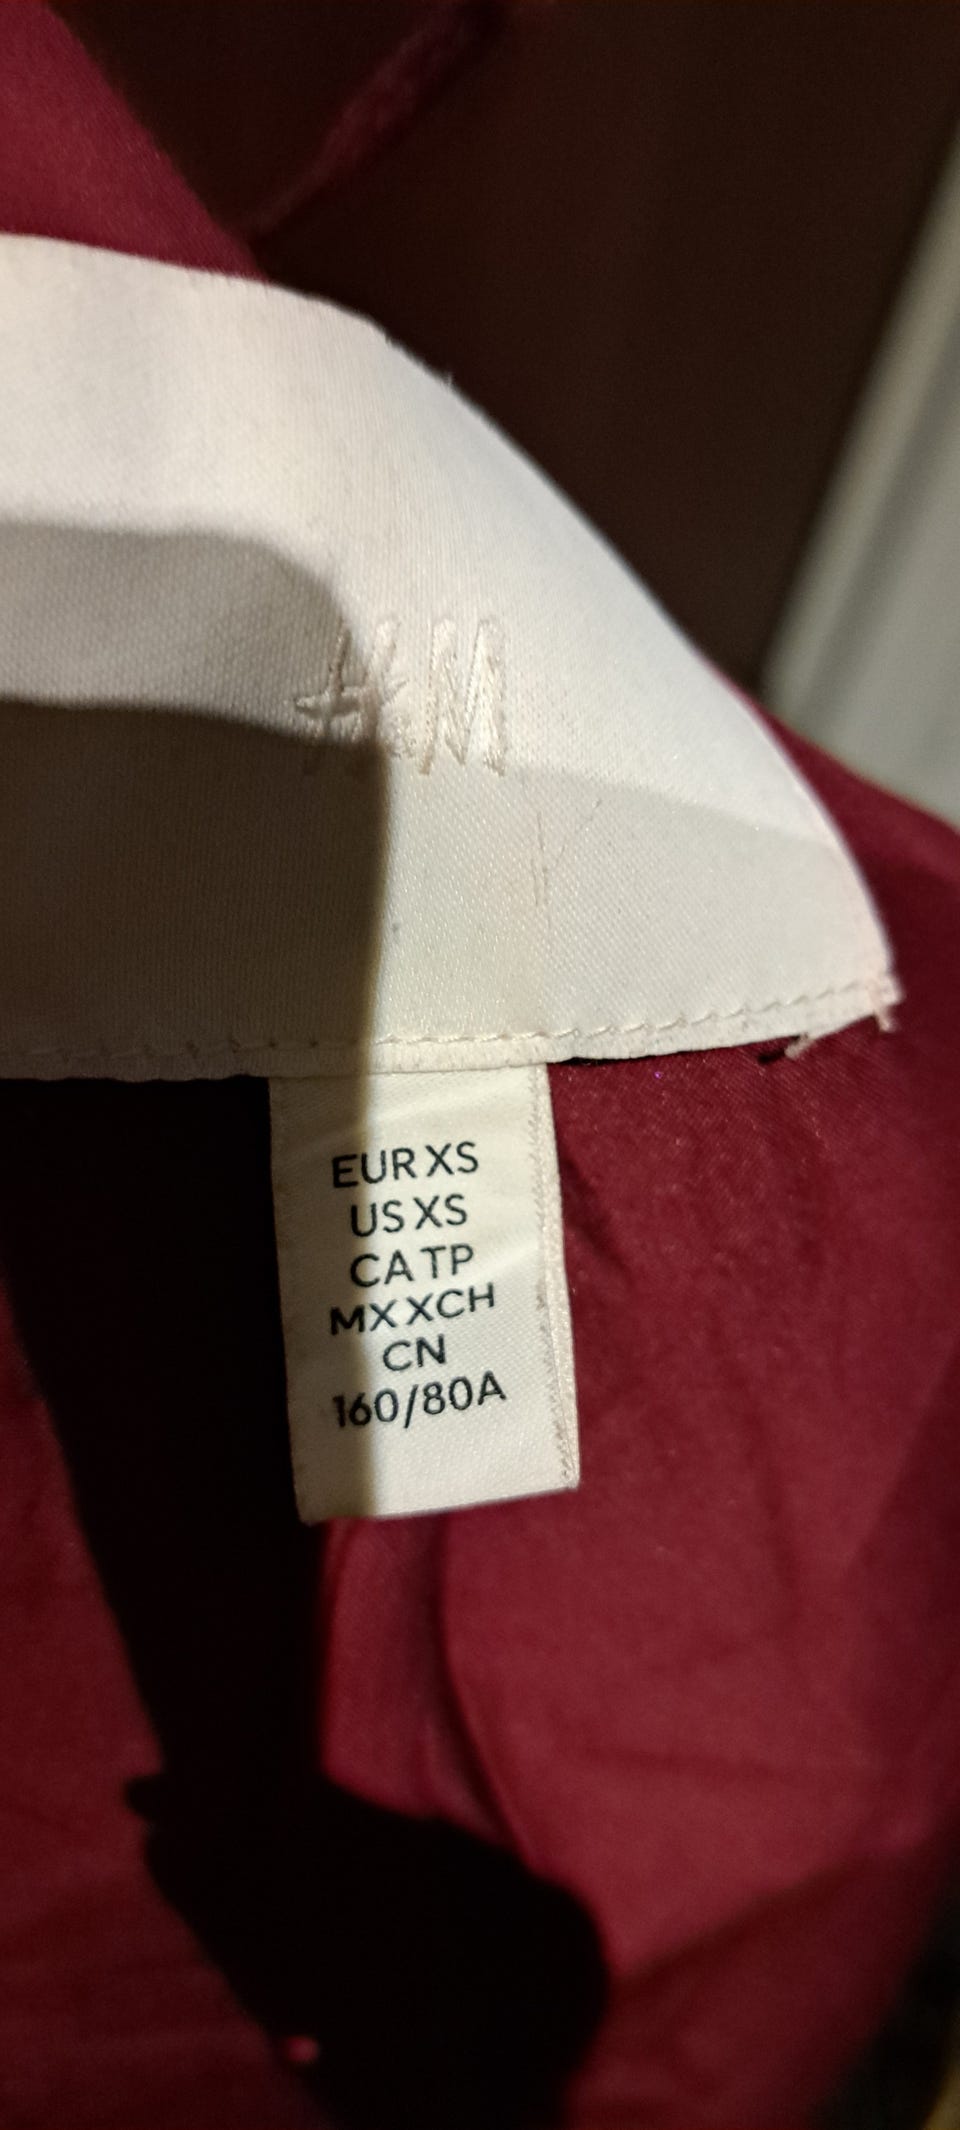 H&M
EUR XS
US XS
CA TP
MX XCH
CN
160/80A